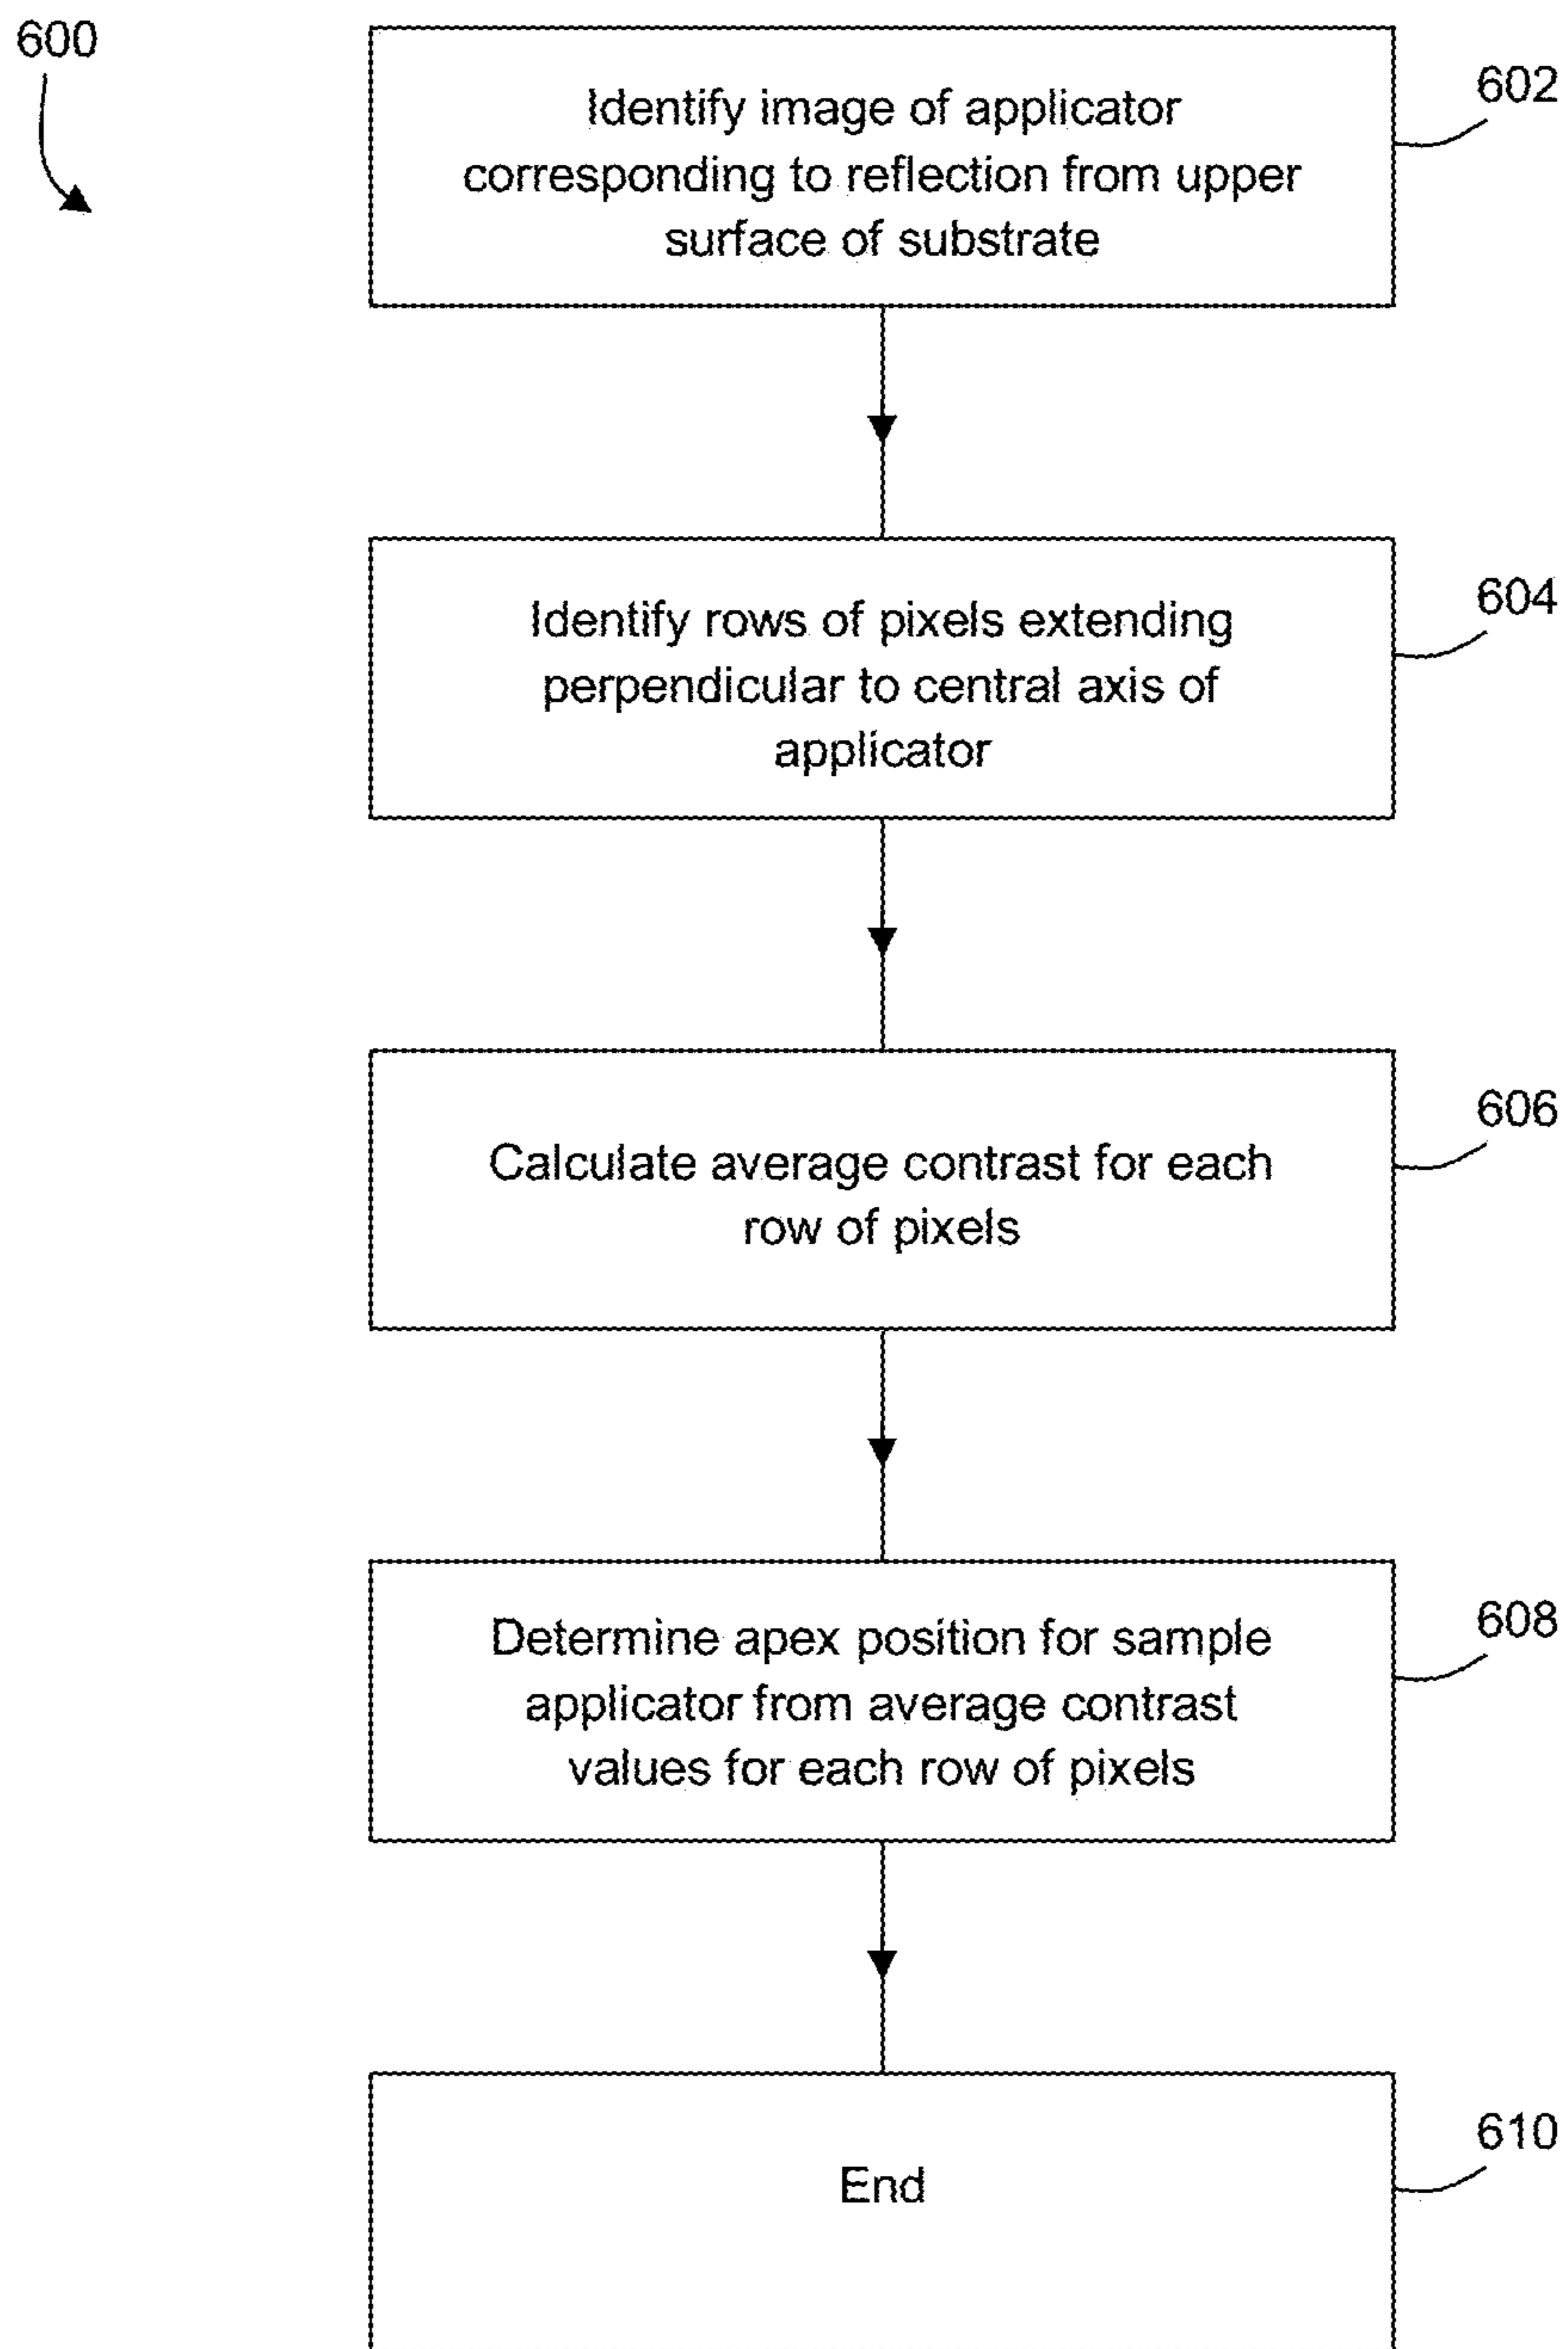 600
Identify image of applicator
corresponding to reflection from upper
surface of substrate
602
Identify rows of pixels extending
perpendicular to central axis of
applicator
604
Calculate average contrast for each
row of pixels
606
Determine apex position for sample
applicator from average contrast
values for each row of pixels
608
End
610